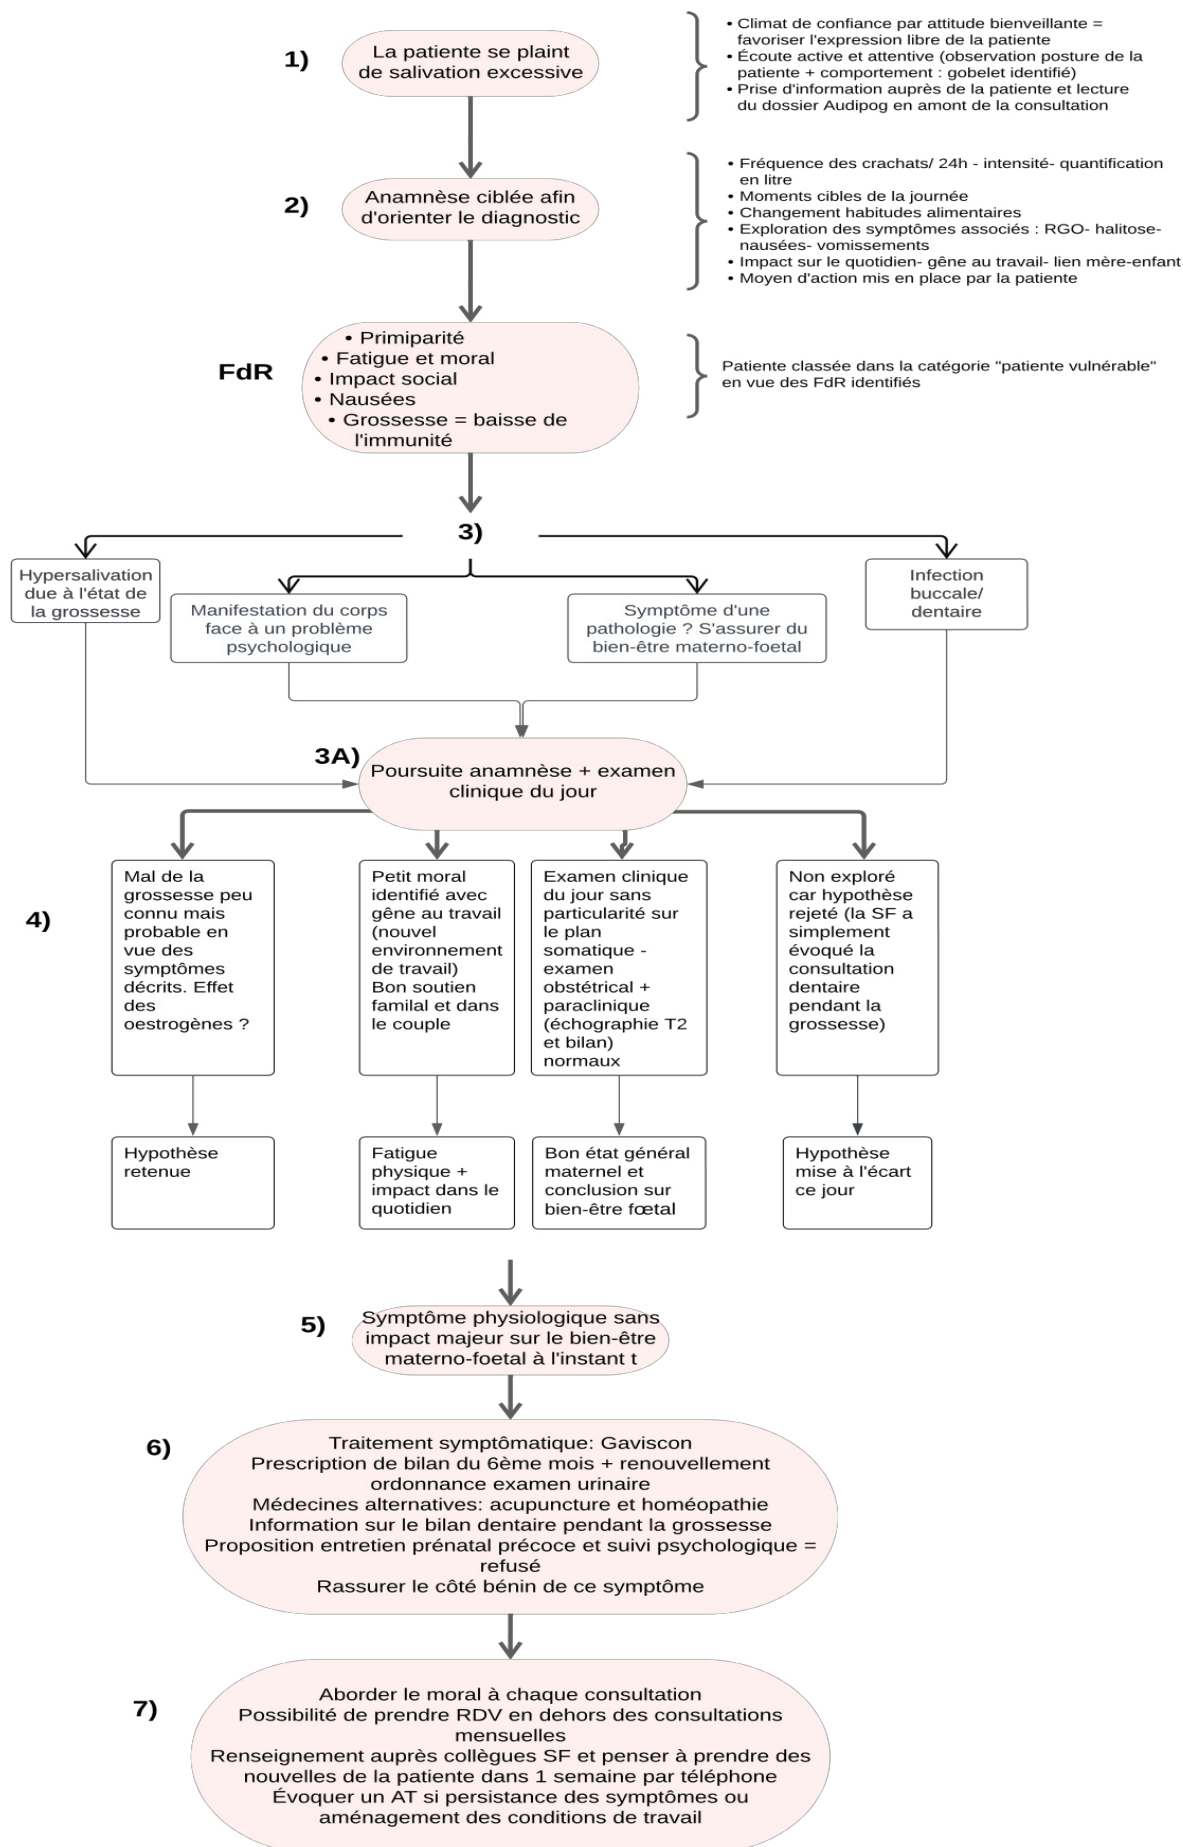 1)
La patiente se plaint
de salivation excessive
• Climat de confiance par attitude bienveillante =
favoriser l'expression libre de la patiente
• Écoute active et attentive (observation posture de la
patiente + comportement : gobelet identifié)
• Prise d'information auprès de la patiente et lecture
du dossier Audipog en amont de la consultation
2)
Anamnèse ciblée afin
d'orienter le diagnostic
• Fréquence des crachats/ 24h - intensité- quantification
en litre
• Moments cibles de la journée
• Changement habitudes alimentaires
• Exploration des symptômes associés : RGO- halitose-
nausées- vomissements
• Impact sur le quotidien- gêne au travail- lien mère-enfant
• Moyen d'action mis en place par la patiente
FdR
• Primiparité
• Fatigue et moral
• Impact social
• Nausées
• Grossesse = baisse de
l'immunité
Patiente classée dans la catégorie "patiente vulnérable"
en vue des FdR identifiés
3)
Hypersalivation
due à l'état de
la grossesse
Manifestation du corps
face à un problème
psychologique
Symptôme d'une
pathologie ? S'assurer du
bien-être materno-foetal
Infection
buccale/
dentaire
3A)
Poursuite anamnèse + examen
clinique du jour
4)
Mal de la
grossesse peu
connu mais
probable en
vue des
symptômes
décrits. Effet
des
oestrogènes ?
Petit moral
identifié avec
gêne au travail
(nouvel
environnement
de travail)
Bon soutien
familal et dans
le couple
Examen clinique
du jour sans
particularité sur
le plan
somatique -
examen
obstétrical +
paraclinique
(échographie T2
et bilan)
normaux
Non exploré
car hypothèse
rejeté (la SF a
simplement
évoqué la
consultation
dentaire
pendant la
grossesse)
Hypothèse
retenue
Fatigue
physique +
impact dans le
quotidien
Bon état général
maternel et
conclusion sur
bien-être fœtal
Hypothèse
mise à l'écart
ce jour
5)
Symptôme physiologique sans
impact majeur sur le bien-être
materno-foetal à l'instant t
6)
Traitement symptômatique: Gaviscon
Prescription de bilan du 6ème mois + renouvellement
ordonnance examen urinaire
Médecines alternatives: acupuncture et homéopathie
Information sur le bilan dentaire pendant la grossesse
Proposition entretien prénatal précoce et suivi psychologique =
refusé
Rassurer le côté bénin de ce symptôme
7)
Aborder le moral à chaque consultation
Possibilité de prendre RDV en dehors des consultations
mensuelles
Renseignement auprès collègues SF et penser à prendre des
nouvelles de la patiente dans 1 semaine par téléphone
Évoquer un AT si persistance des symptômes ou
aménagement des conditions de travail